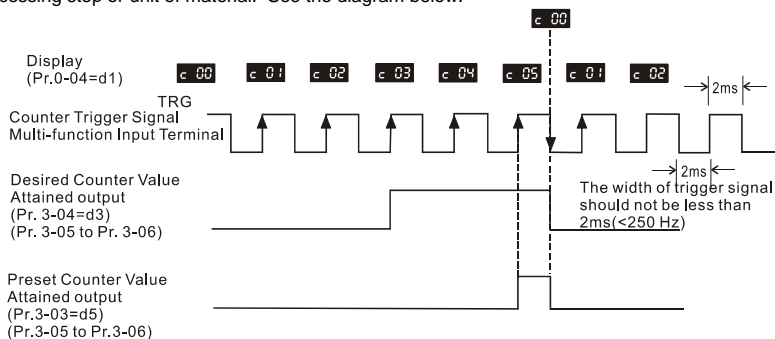 cessing step or unit of material. See the diagram below.
c 00
Display
(Pr.0-04=d1)
c 00
c 01
c 02
c 03
c 04
c 05
c 01
c 02
2ms
TRG
Counter Trigger Signal
Multi-function Input Terminal
2ms
The width of trigger signal
should not be less than
2ms(<250 Hz)
Desired Counter Value
Attained output
(Pr. 3-04=d3)
(Pr. 3-05 to Pr. 3-06)
Preset Counter Value
Attained output
(Pr.3-03=d5)
(Pr.3-05 to Pr.3-06)